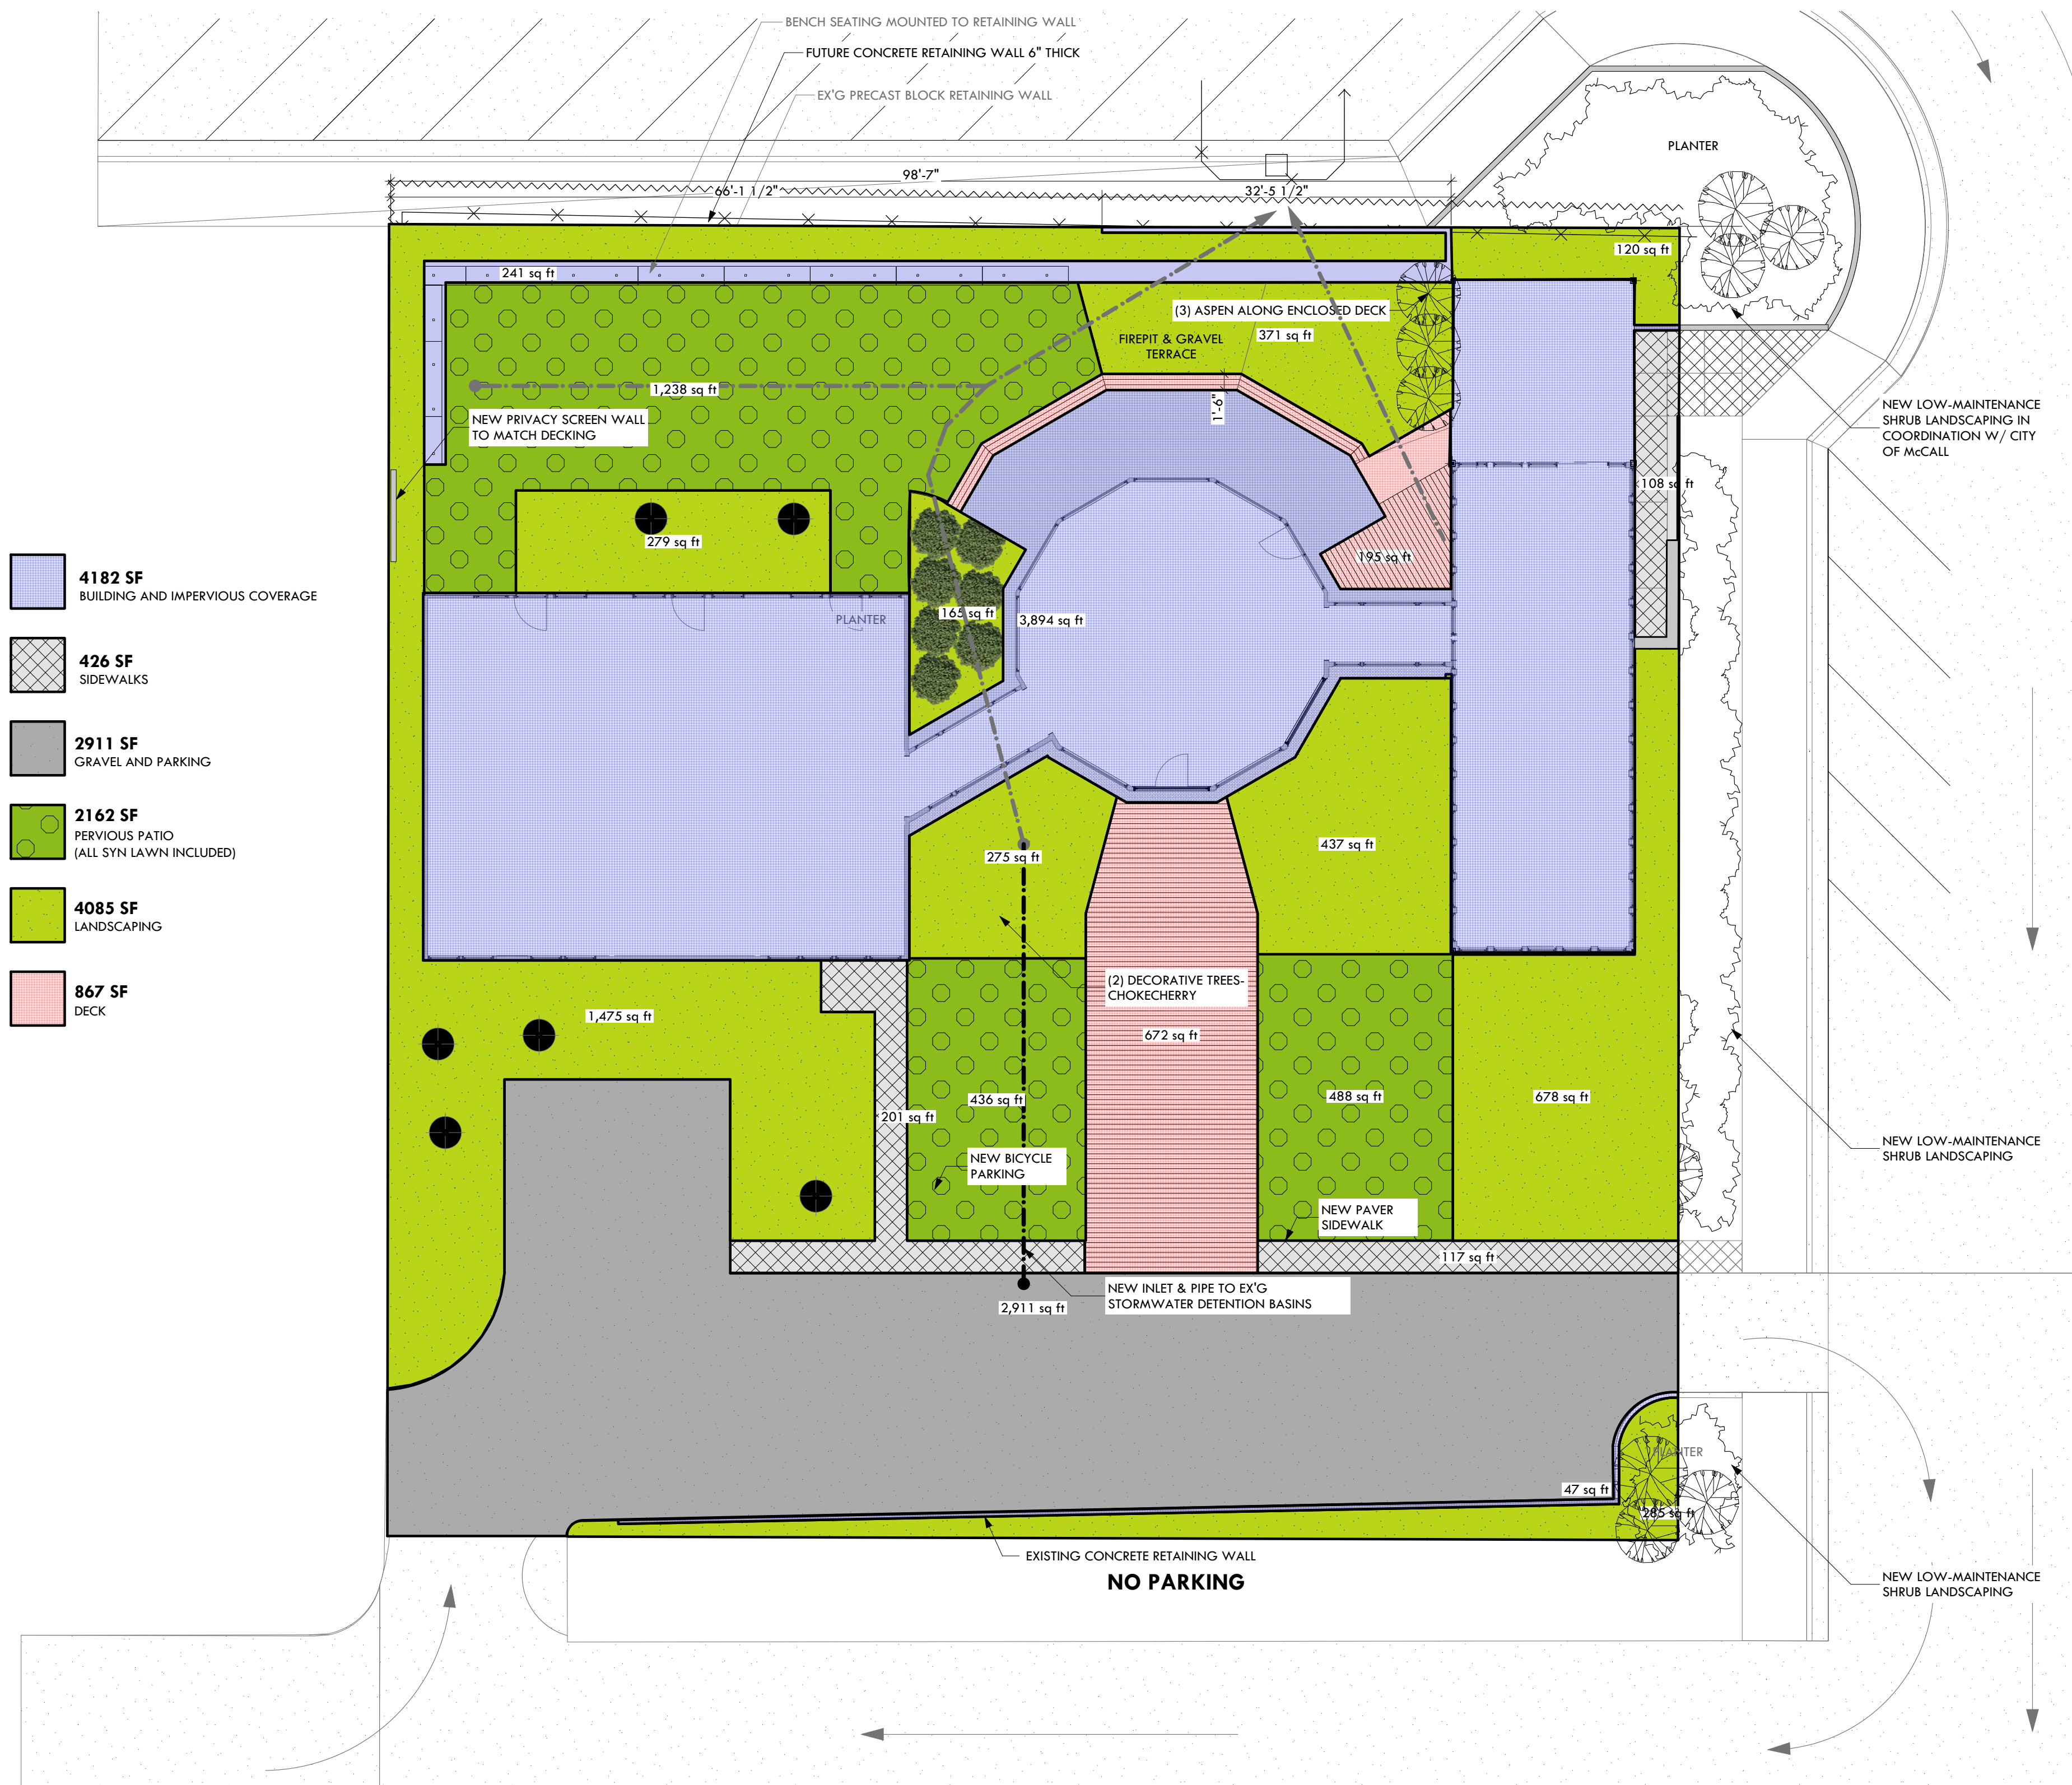 BENCH SEATING MOUNTED TO RETAINING WALL
FUTURE CONCRETE RETAINING WALL 6" THICK
EX'G PRECAST BLOCK RETAINING WALL
PLANTER
98'-7"
66'-1 1/2"
32'-5 1/2"
120 sq ft
241 sq ft
(3) ASPEN ALONG ENCLOSED DECK
371 sq ft
FIREPIT & GRAVEL
TERRACE
1,238 sq ft
1'-6"
NEW PRIVACY SCREEN WALL
TO MATCH DECKING
NEW LOW-MAINTENANCE
SHRUB LANDSCAPING IN
COORDINATION W/ CITY
OF McCALL
108 sq ft
279 sq ft
195 sq ft
165 sq ft
PLANTER
3,894 sq ft
4182 SF
BUILDING AND IMPERVIOUS COVERAGE
426 SF
SIDEWALKS
2911 SF
GRAVEL AND PARKING
2162 SF
PERVIOUS PATIO
(ALL SYN LAWN INCLUDED)
4085 SF
LANDSCAPING
867 SF
DECK
275 sq ft
437 sq ft
(2) DECORATIVE TREES-
CHOKECHERRY
1,475 sq ft
672 sq ft
436 sq ft
488 sq ft
678 sq ft
201 sq ft
NEW BICYCLE
PARKING
NEW LOW-MAINTENANCE
SHRUB LANDSCAPING
NEW PAVER
SIDEWALK
117 sq ft
NEW INLET & PIPE TO EX'G
STORMWATER DETENTION BASINS
2,911 sq ft
PLANTER
47 sq ft
285 sq ft
EXISTING CONCRETE RETAINING WALL
NO PARKING
NEW LOW-MAINTENANCE
SHRUB LANDSCAPING